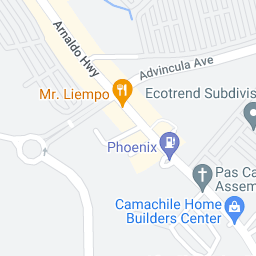 Arnaldo Hwy
Advincula Ave
Mr. Liempo
Ecotrend Subdivis
Phoenix
Pas Ca
Assem
Camachile Home
Builders Center